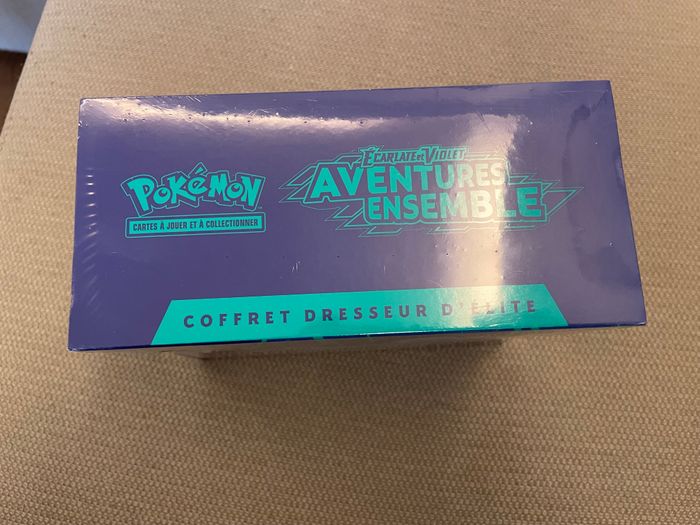 POKÉMON
CARTES À JOUER ET À COLLECTIONNER
ÉCARLATE ET VIOLET
AVENTURES
ENSEMBLE
COFFRET DRESSEUR D'ÉLITE